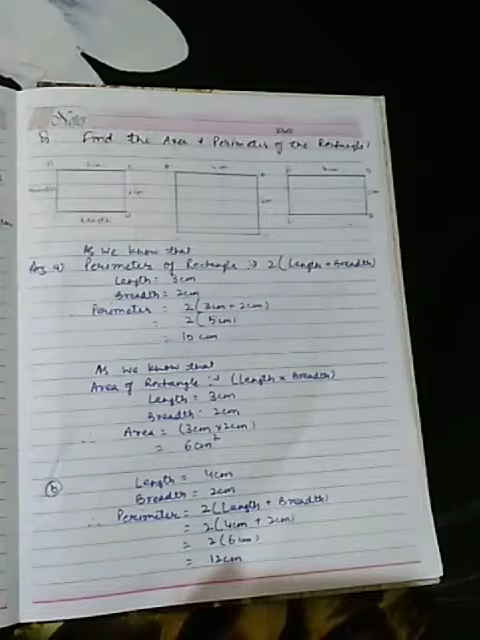 Notes
Date
Q Find the Area & Perimeter of the Rectangle!
Length
As we know that
Ans a) Perimeter of Rectangle :→ 2(Length + Breadth)
Length = 3cm
Breadth = 2cm
∴ Perimeter = 2(3cm + 2cm)
= 2(5cm)
= 10 cm
As we know that
Area of Rectangle :→ (Length × Breadth)
Length = 3cm
Breadth = 2cm
∴ Area = (3cm × 2cm)
= 6cm²
(b) Length = 4cm
Breadth = 2cm
∴ Perimeter = 2(Length + Breadth)
= 2(4cm + 2cm)
= 2(6cm)
= 12cm